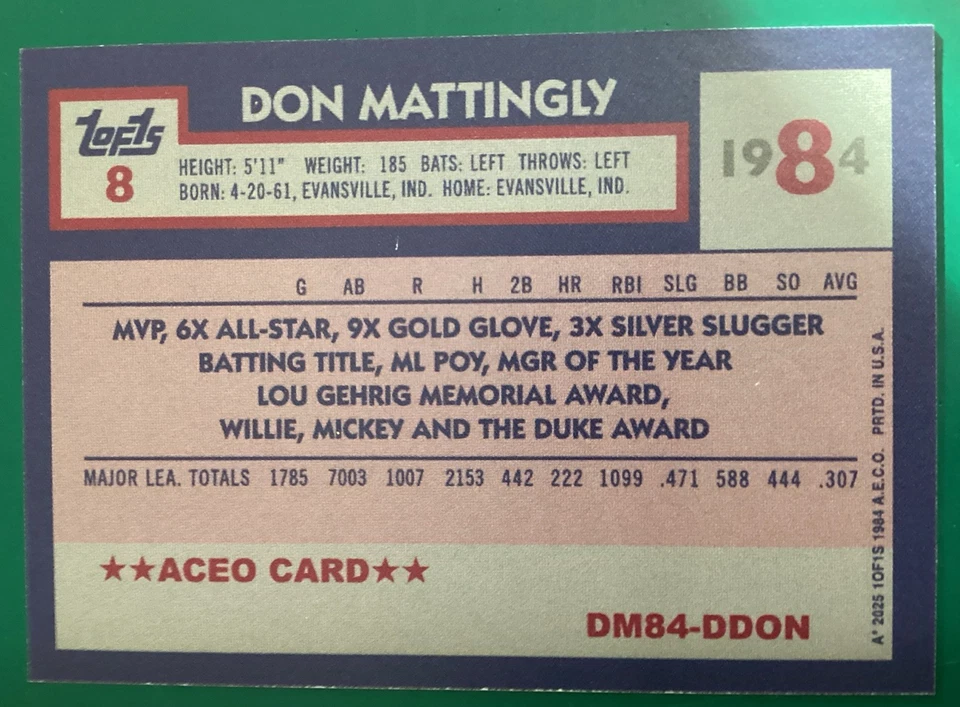 DON MATTINGLY
1of1s
8
HEIGHT: 5'11" WEIGHT: 185 BATS: LEFT THROWS: LEFT
BORN: 4-20-61, EVANSVILLE, IND. HOME: EVANSVILLE, IND.
1984
G AB R H 2B HR RBI SLG BB SO AVG
MVP, 6X ALL-STAR, 9X GOLD GLOVE, 3X SILVER SLUGGER
BATTING TITLE, ML POY, MGR OF THE YEAR
LOU GEHRIG MEMORIAL AWARD,
WILLIE, MICKEY AND THE DUKE AWARD
MAJOR LEA. TOTALS 1785 7003 1007 2153 442 222 1099 .471 588 444 .307
★★ACEO CARD★★
DM84-DDON
A* 2025 1OF1S 1984 A.E.C.O. PRTD. IN U.S.A.